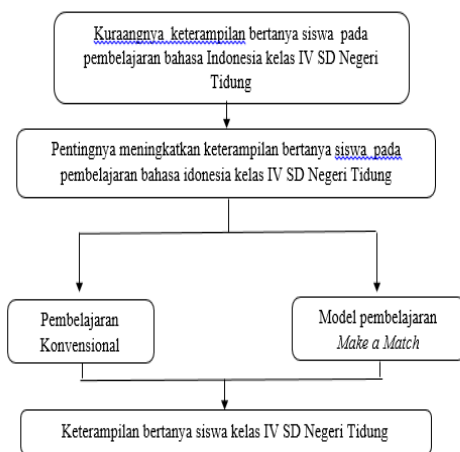 Kuraangnya keterampilan bertanya siswa pada
pembelajaran bahasa Indonesia kelas IV SD Negeri
Tidung
Pentingnya meningkatkan keterampilan bertanya siswa pada
pembelajaran bahasa idonesia kelas IV SD Negeri Tidung
Pembelajaran
Konvensional
Model pembelajaran
Make a Match
Keterampilan bertanya siswa kelas IV SD Negeri Tidung